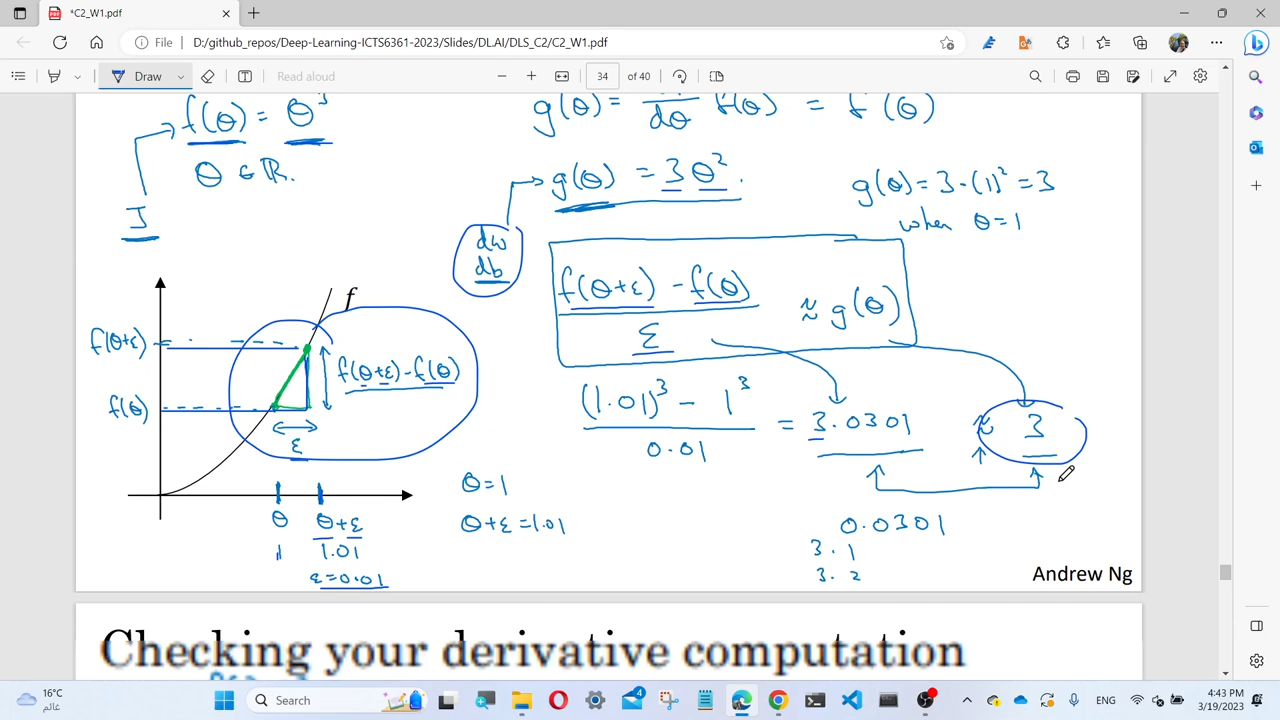 *C2_W1.pdf
File
D:/github_repos/Deep-Learning-ICTS6361-2023/Slides/DL.AI/DLS_C2/C2_W1.pdf
Draw
Read aloud
34 of 40
f(θ) = θ³
g(θ) = d/dθ f(θ) = f'(θ)
θ ∈ ℝ.
g(θ) = 3θ².
g(θ) = 3·(1)² = 3
when θ=1
J
dw
db
f(θ+ε) - f(θ)
ε
≈ g(θ)
f
f(θ+ε)
f(θ+ε)-f(θ)
f(θ)
ε
(1.01)³ - 1³
0.01
= 3.0301
≈ 3
θ=1
θ+ε=1.01
θ
θ+ε
1
1.01
ε=0.01
0.0301
3. 1
3. 2
Andrew Ng
Checking your derivative computation
16°C
Search
4
ENG
4:43 PM
3/19/2023